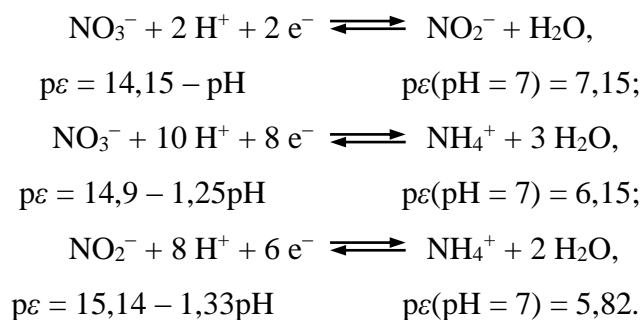 NO₃⁻ + 2 H⁺ + 2 e⁻ ⇌ NO₂⁻ + H₂O,
pε = 14,15 – pH pε(pH = 7) = 7,15;
NO₃⁻ + 10 H⁺ + 8 e⁻ ⇌ NH₄⁺ + 3 H₂O,
pε = 14,9 – 1,25pH pε(pH = 7) = 6,15;
NO₂⁻ + 8 H⁺ + 6 e⁻ ⇌ NH₄⁺ + 2 H₂O,
pε = 15,14 – 1,33pH pε(pH = 7) = 5,82.